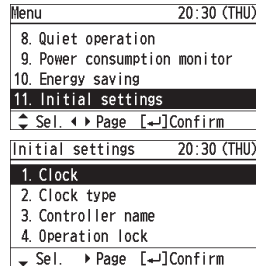 Menu 20:30 (THU)
8. Quiet operation
9. Power consumption monitor
10. Energy saving
11. Initial settings
Sel. Page [↵]Confirm
Initial settings 20:30 (THU)
1. Clock
2. Clock type
3. Controller name
4. Operation lock
Sel. Page [↵]Confirm